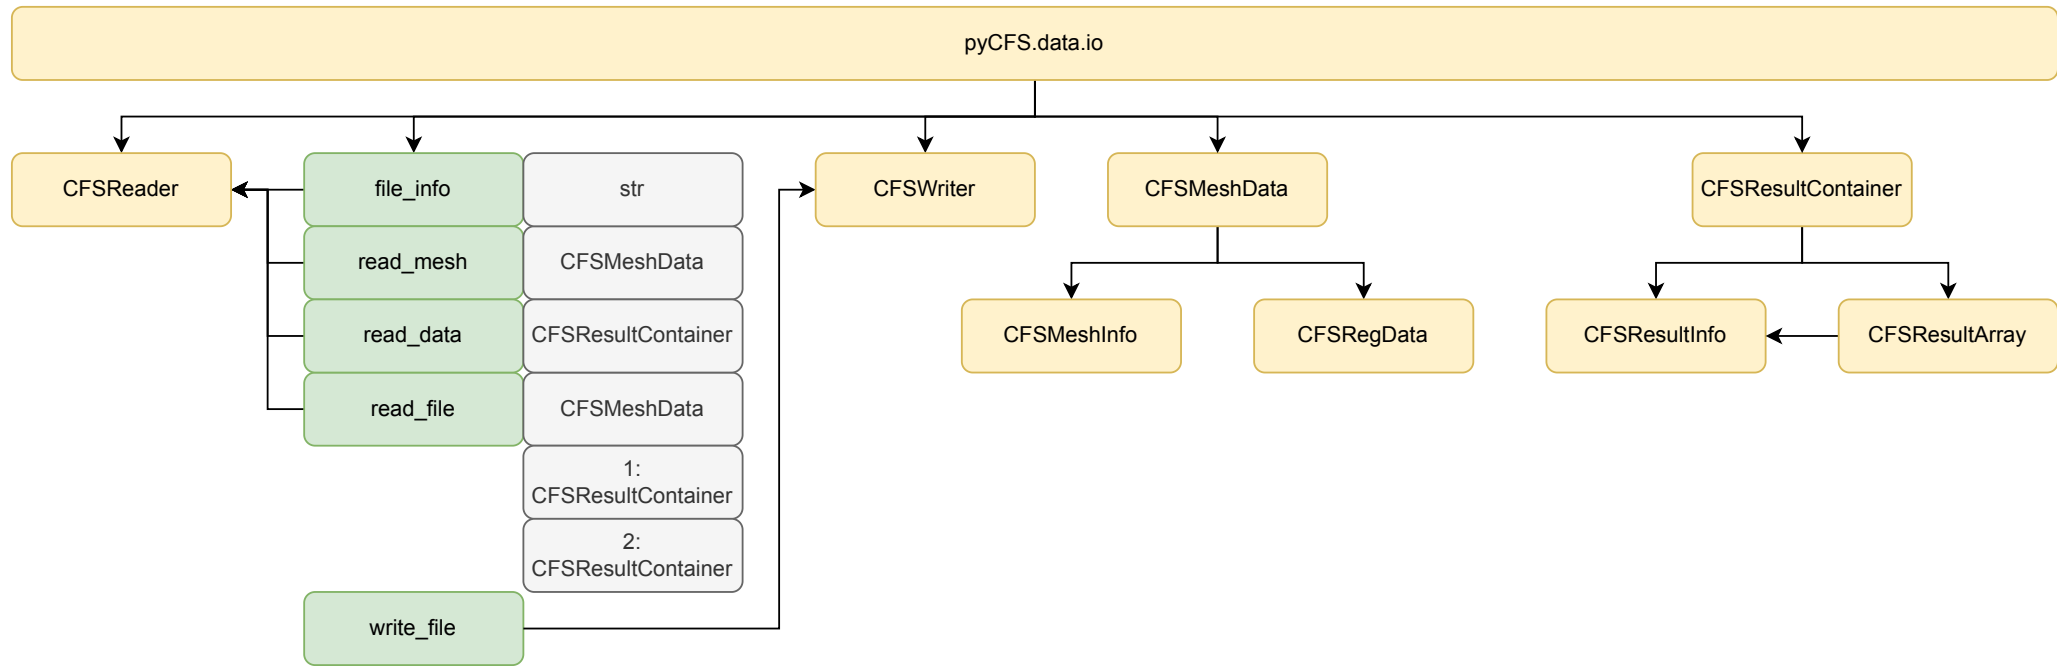 pyCFS.data.io
CFSReader
file_info
str
CFSWriter
CFSMeshData
CFSResultContainer
read_mesh
CFSMeshData
read_data
CFSResultContainer
CFSMeshInfo
CFSRegData
CFSResultInfo
CFSResultArray
read_file
CFSMeshData
1:
CFSResultContainer
2:
CFSResultContainer
write_file